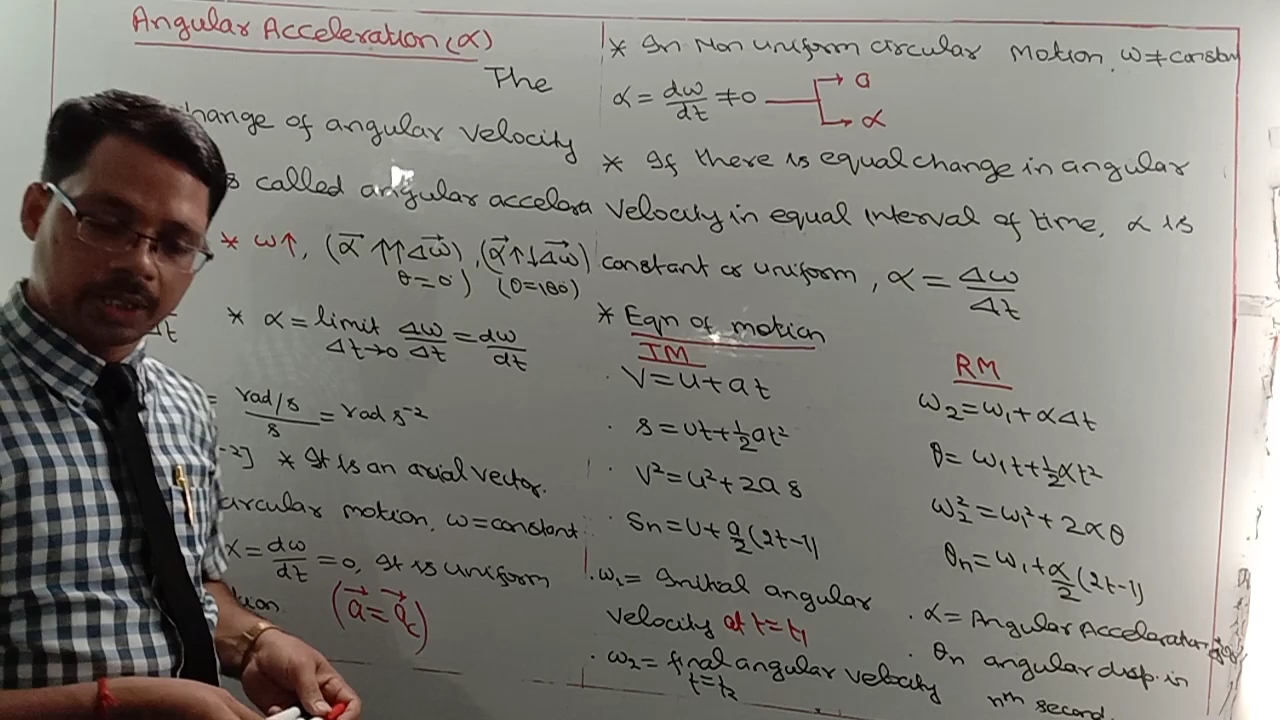 Angular Acceleration (α)
The
hange of angular velocity
s called angular accelera
* ω↑, (α⃗ ↑↑ Δω⃗), (α⃗ ↑↓ Δω⃗)
θ=0°) (θ=180)
* α = limit Δω/Δt = dω/dt
Δt→0
= rad/s / s = rad s⁻²
⁻²] * It is an axial vector.
circular motion, ω = constant
α = dω/dt = 0, It is uniform
tion (a⃗ = a⃗c)
* In Non uniform circular motion, ω ≠ constan
α = dω/dt ≠ 0 → a
→ α
* If there is equal change in angular
velocity in equal interval of time, α is
constant or uniform, α = Δω/Δt
* Eqn of motion
TM
. V = u + at
. s = ut + ½at²
. V² = u² + 2as
. Sn = u + a/2 (2t-1)
RM
ω₂ = ω₁ + αΔt
θ = ω₁t + ½αt²
ω₂² = ω₁² + 2αθ
θn = ω₁ + α/2 (2t-1)
. ω₁ = Initial angular
velocity at t = t₁
. ω₂ = final angular velocity
t = t₂
. α = Angular Acceleration
. θn angular disp. in
nth second.